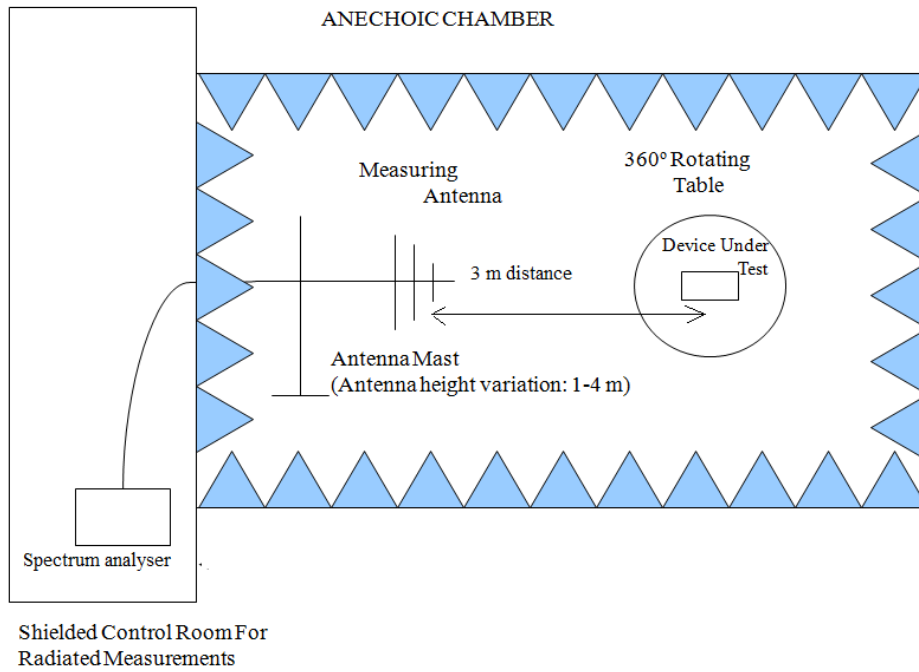 ANECHOIC CHAMBER
Measuring
Antenna
360° Rotating
Table
Device Under
Test
3 m distance
Antenna Mast
(Antenna height variation: 1-4 m)
Spectrum analyser
Shielded Control Room For
Radiated Measurements